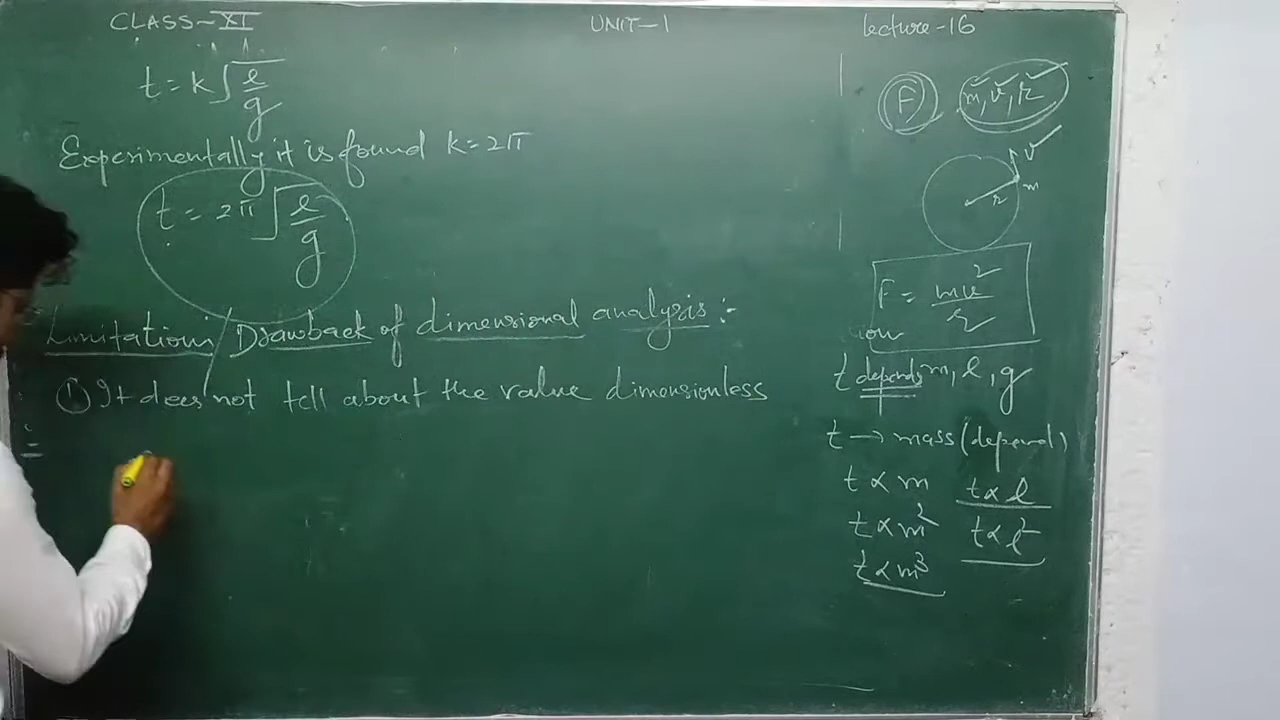 CLASS-XI UNIT-1 Lecture-16
t = k√l/g
Experimentally it is found k = 2π
t = 2π√l/g
Limitations/Drawback of dimensional analysis :-
① It does not tell about the value dimensionless
F m, v, r
v
m
r
F = mv²/r
t depends m, l, g
t → mass (depend)
t ∝ m t ∝ l
t ∝ m² t ∝ l²
t ∝ m³